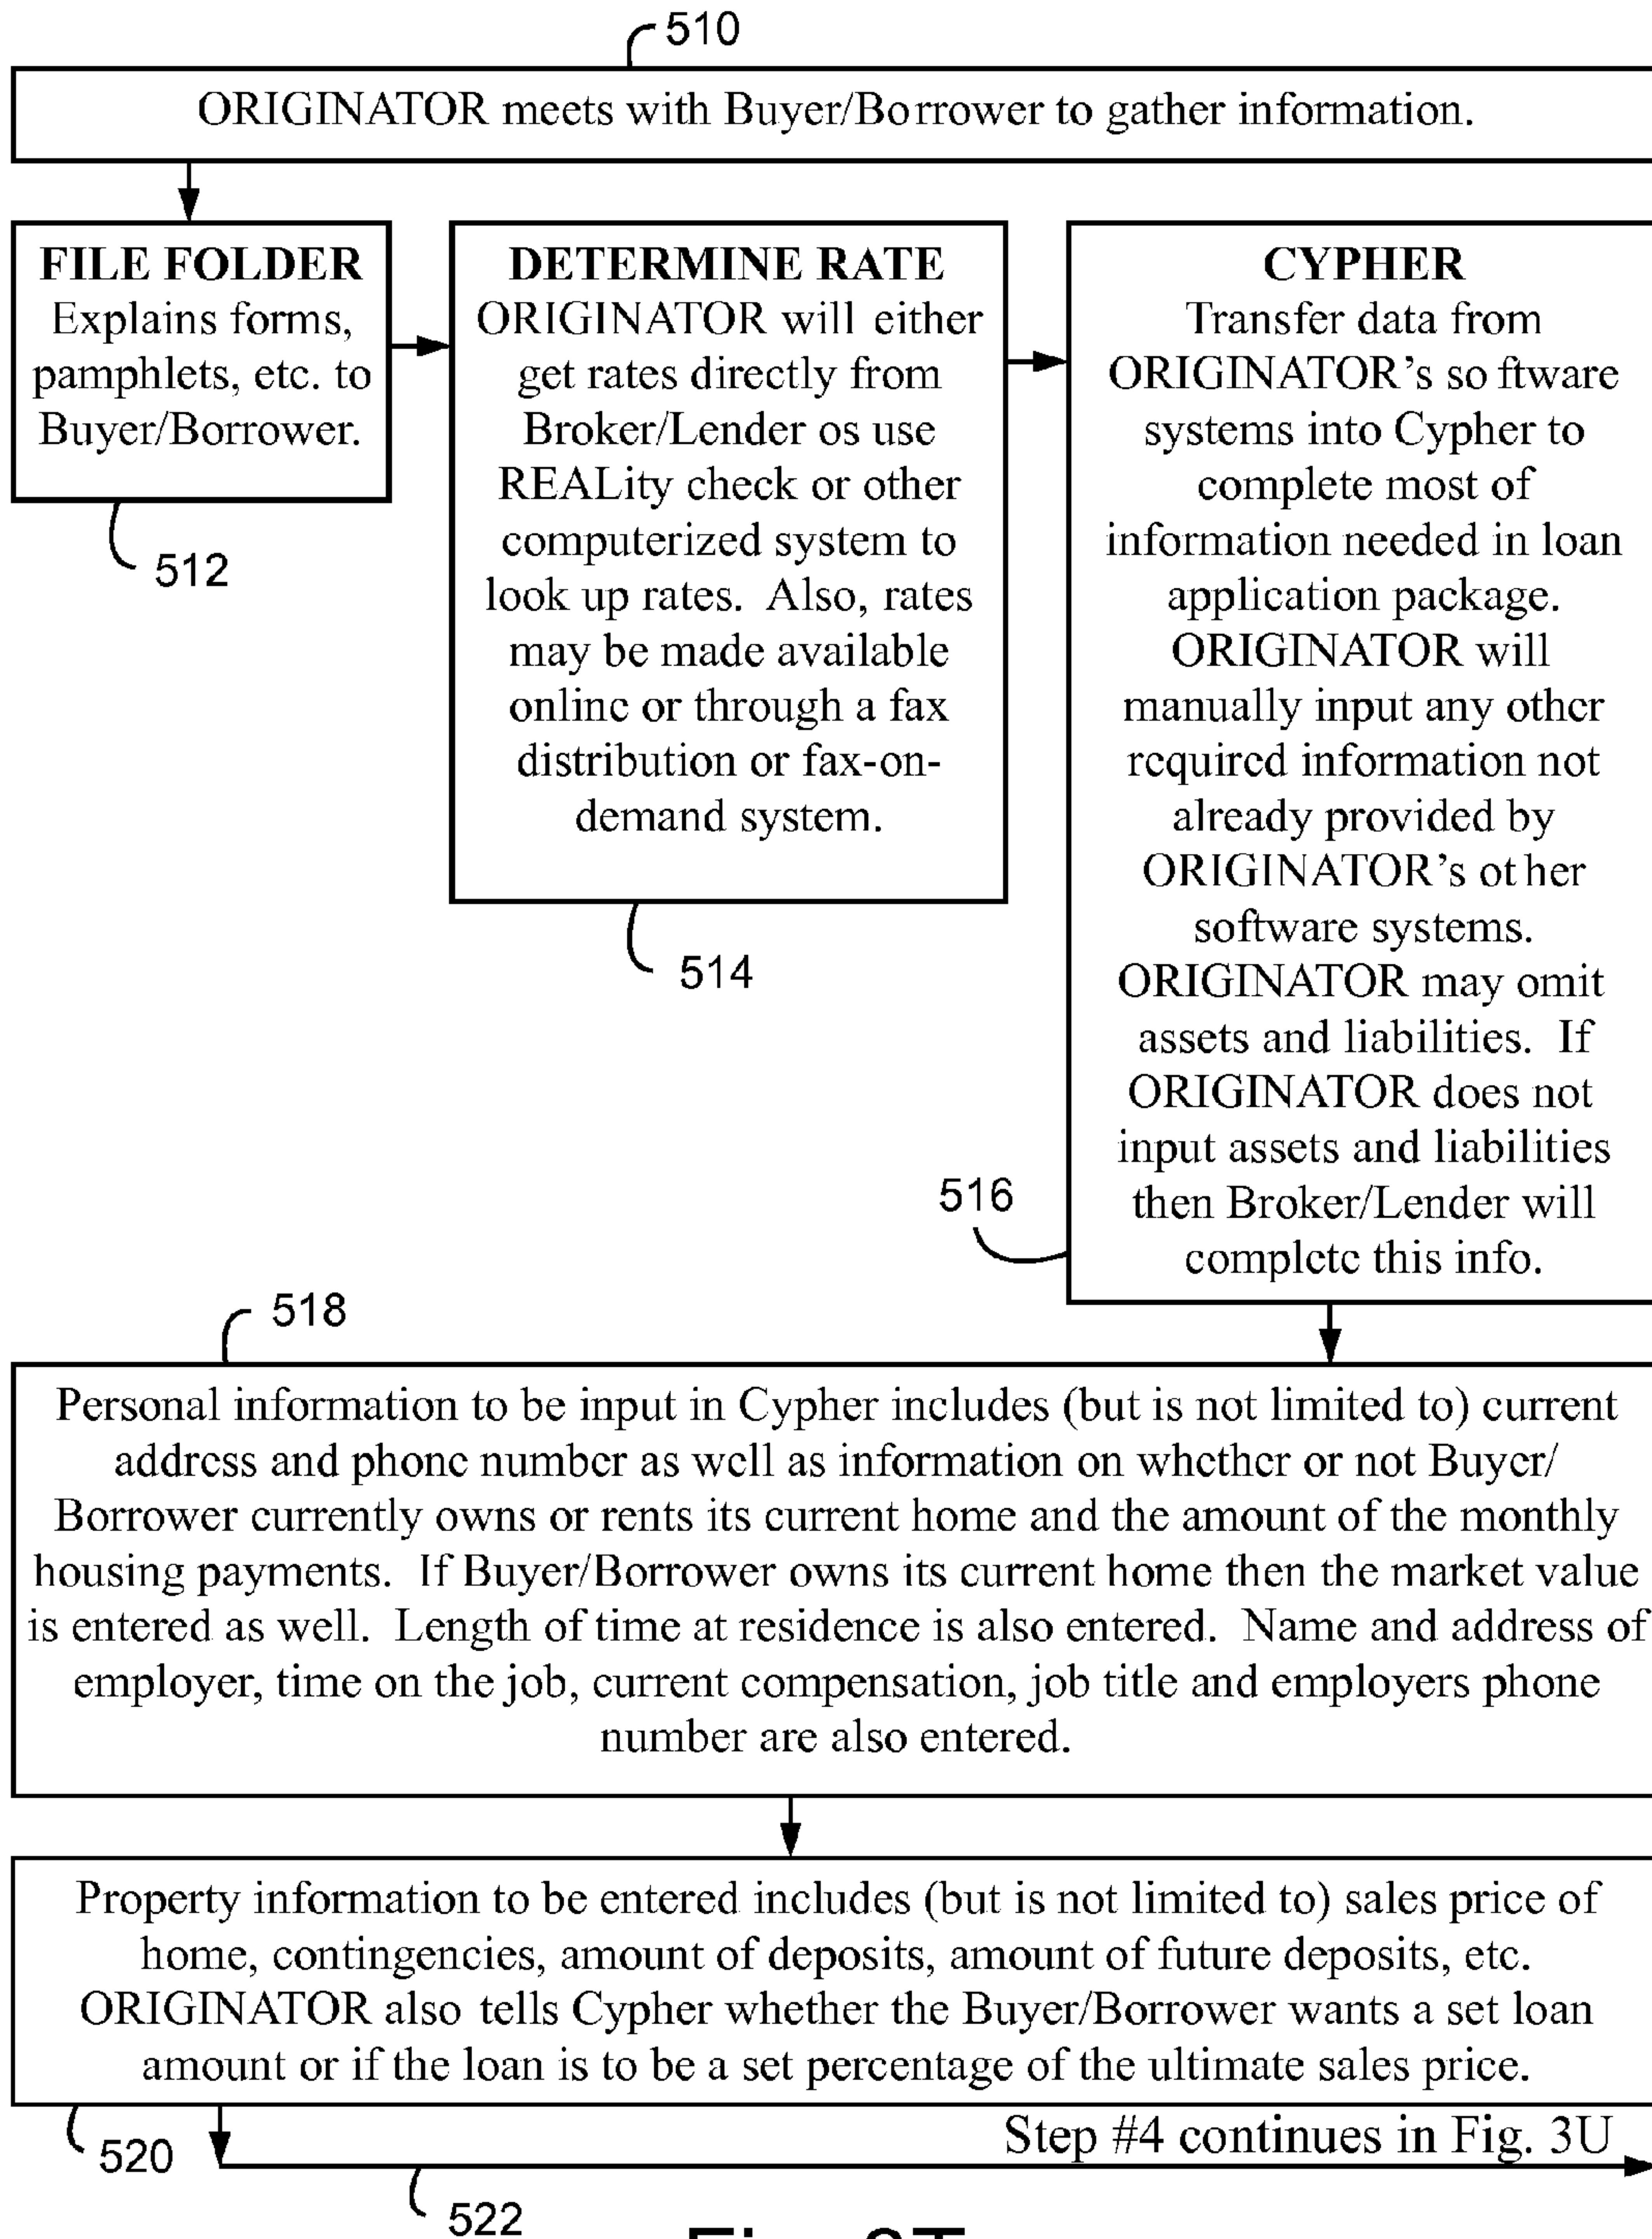 510
ORIGINATOR meets with Buyer/Borrower to gather information.
FILE FOLDER
Explains forms,
pamphlets, etc. to
Buyer/Borrower.
512
DETERMINE RATE
ORIGINATOR will either
get rates directly from
Broker/Lender os use
REALity check or other
computerized system to
look up rates. Also, rates
may be made available
online or through a fax
distribution or fax-on-
demand system.
514
CYPHER
Transfer data from
ORIGINATOR's software
systems into Cypher to
complete most of
information needed in loan
application package.
ORIGINATOR will
manually input any other
required information not
already provided by
ORIGINATOR's other
software systems.
ORIGINATOR may omit
assets and liabilities. If
ORIGINATOR does not
input assets and liabilities
then Broker/Lender will
complete this info.
516
518
Personal information to be input in Cypher includes (but is not limited to) current
address and phone number as well as information on whether or not Buyer/
Borrower currently owns or rents its current home and the amount of the monthly
housing payments. If Buyer/Borrower owns its current home then the market value
is entered as well. Length of time at residence is also entered. Name and address of
employer, time on the job, current compensation, job title and employers phone
number are also entered.
Property information to be entered includes (but is not limited to) sales price of
home, contingencies, amount of deposits, amount of future deposits, etc.
ORIGINATOR also tells Cypher whether the Buyer/Borrower wants a set loan
amount or if the loan is to be a set percentage of the ultimate sales price.
520
Step #4 continues in Fig. 3U
522